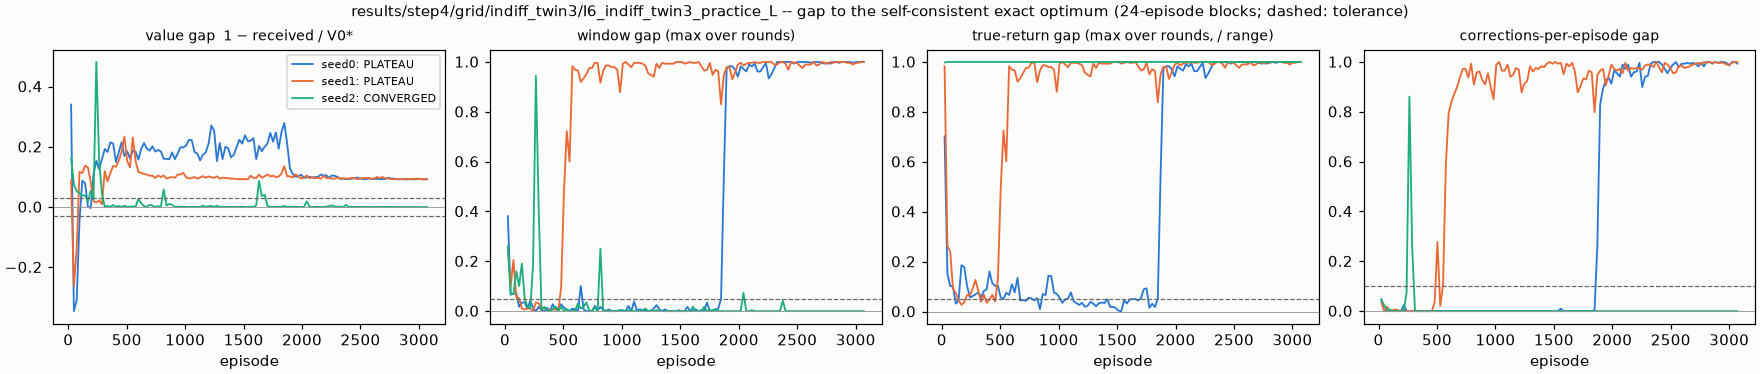 results/step4/grid/indiff_twin3/l6_indiff_twin3_practice_L -- gap to the self-consistent exact optimum (24-episode blocks; dashed: tolerance)
value gap 1 − received / V0*
window gap (max over rounds)
true-return gap (max over rounds, / range)
corrections-per-episode gap
seed0: PLATEAU
seed1: PLATEAU
seed2: CONVERGED
0.4
0.2
0.0
−0.2
0 500 1000 1500 2000 2500 3000
episode
1.0
0.8
0.6
0.4
0.2
0.0
0 500 1000 1500 2000 2500 3000
episode
1.0
0.8
0.6
0.4
0.2
0.0
0 500 1000 1500 2000 2500 3000
episode
1.0
0.8
0.6
0.4
0.2
0.0
0 500 1000 1500 2000 2500 3000
episode